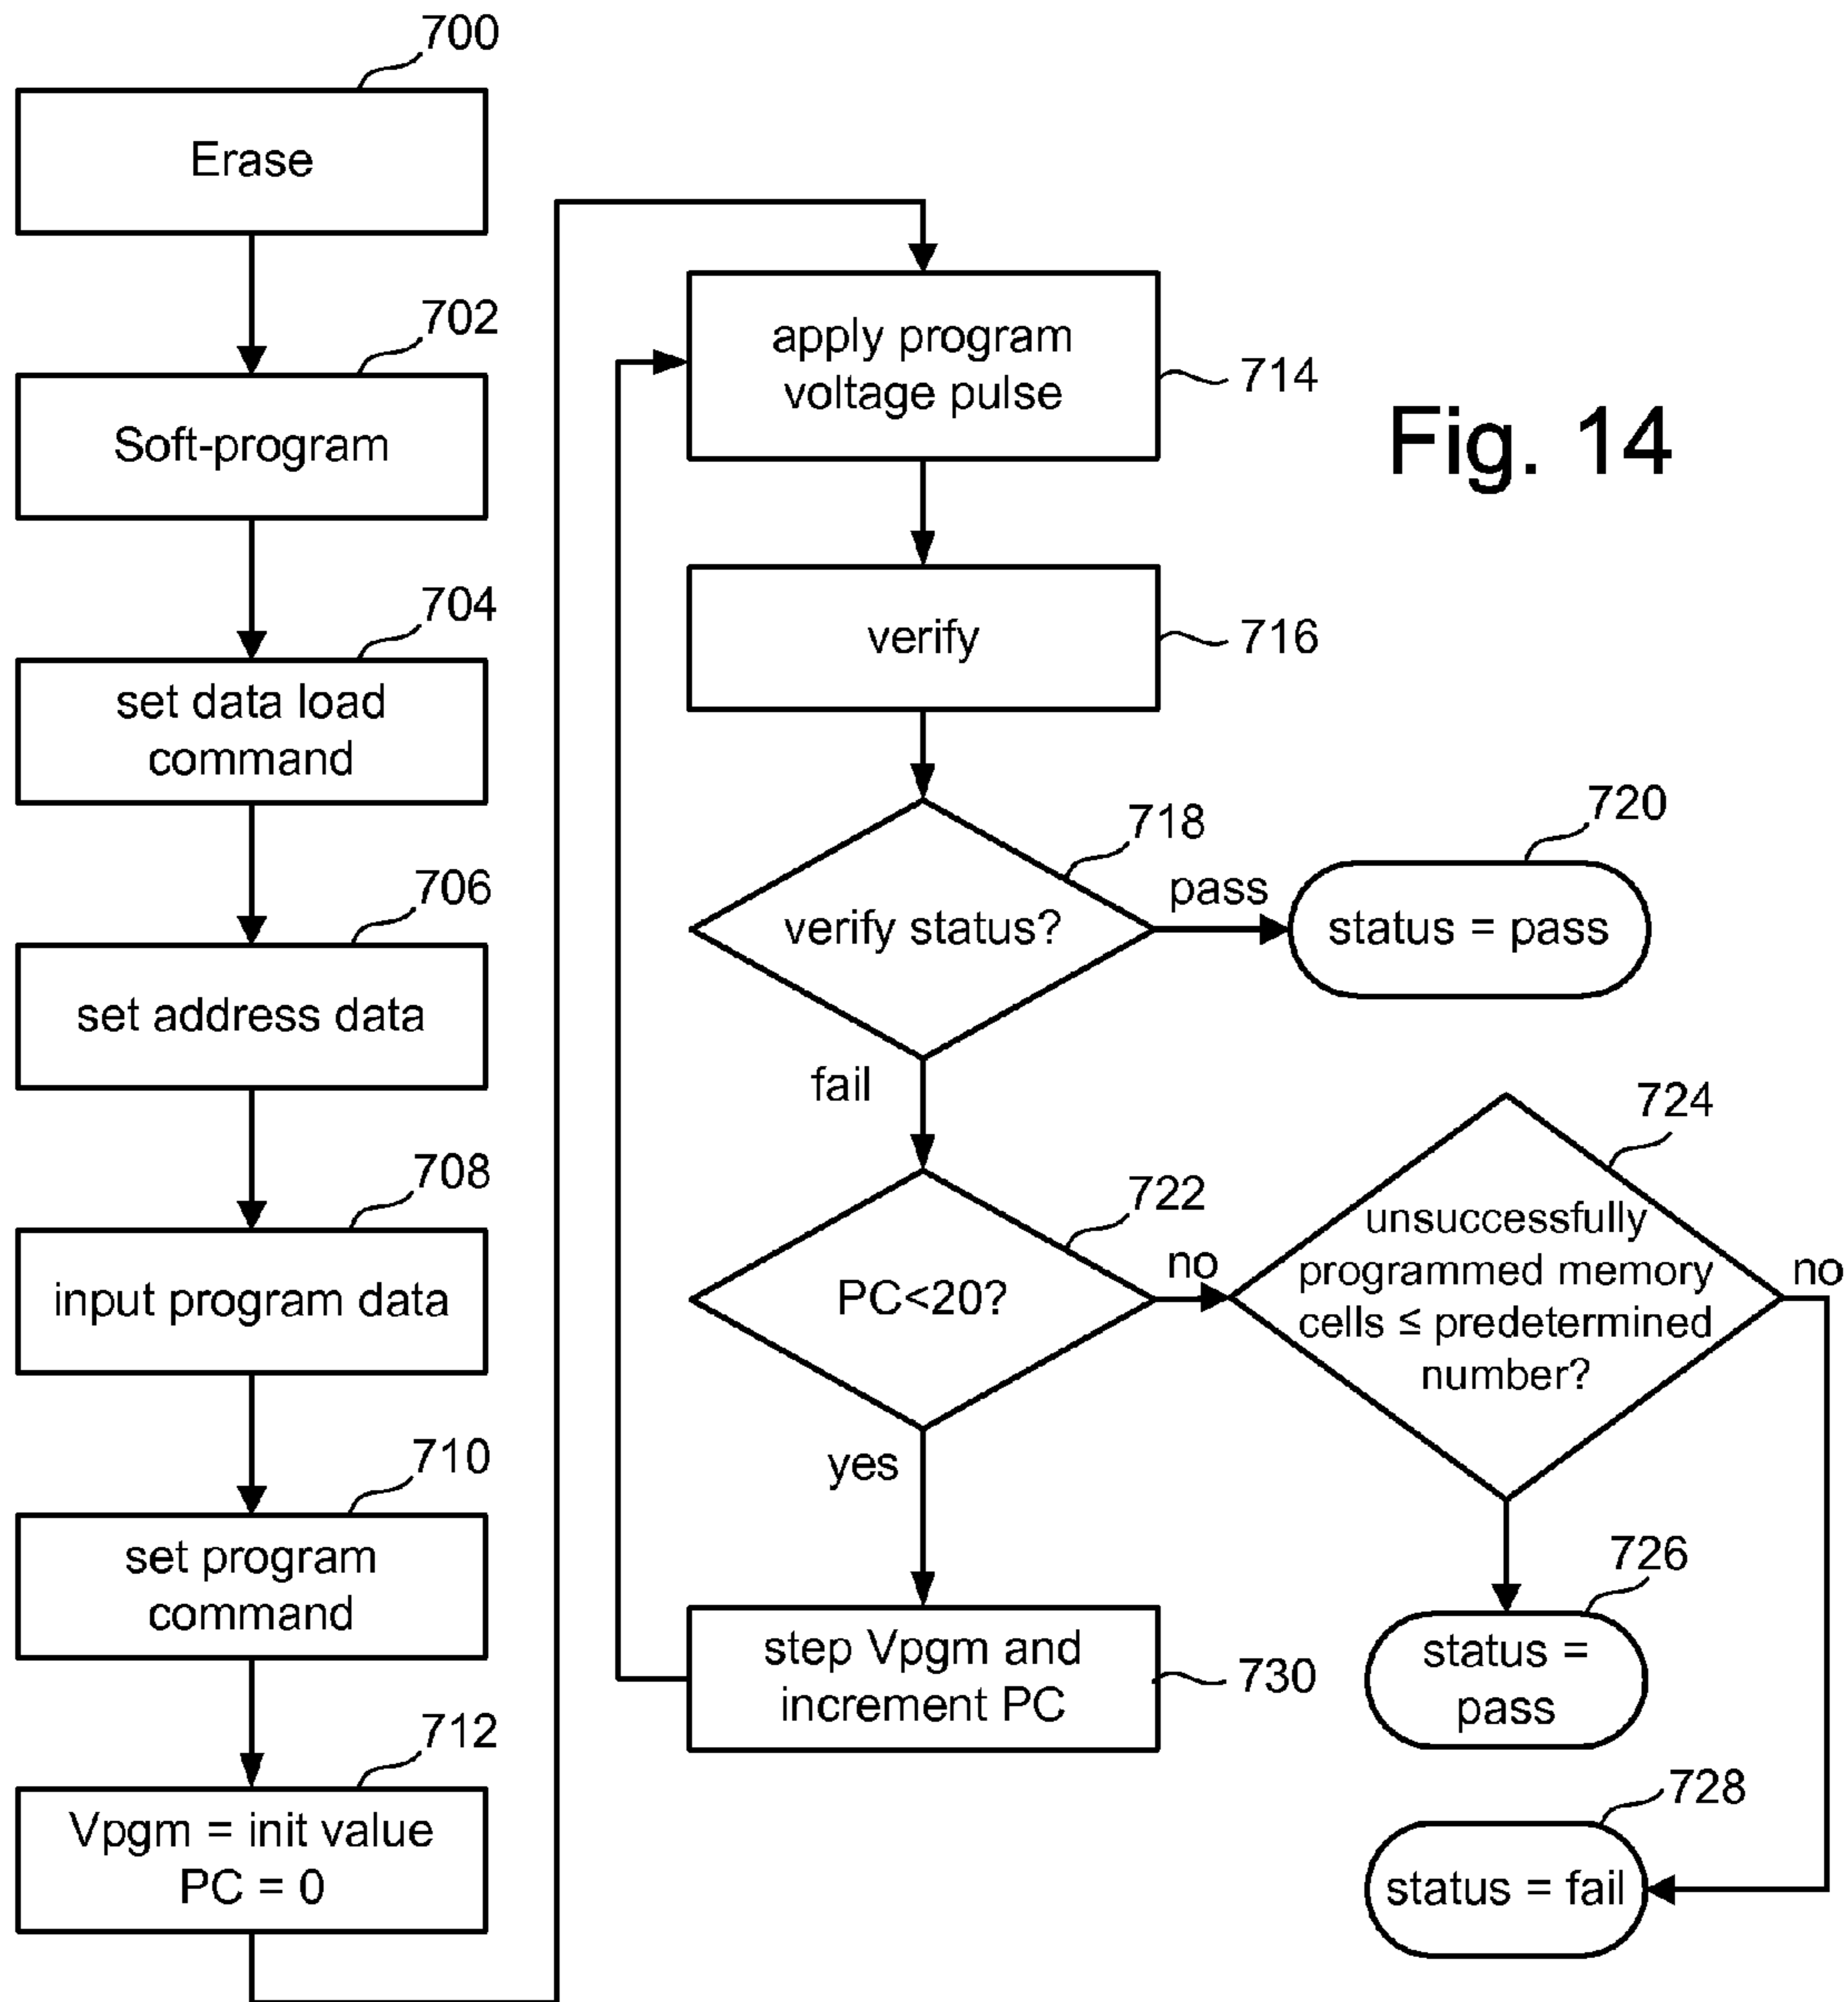 700
Erase
702
Soft-program
704
set data load
command
706
set address data
708
input program data
710
set program
command
712
Vpgm = init value
PC = 0
apply program
voltage pulse
714
Fig. 14
verify
716
718
verify status?
pass
720
status = pass
fail
722
PC<20?
no
724
unsuccessfully
programmed memory
cells ≤ predetermined
number?
no
yes
step Vpgm and
increment PC
730
726
status =
pass
728
status = fail